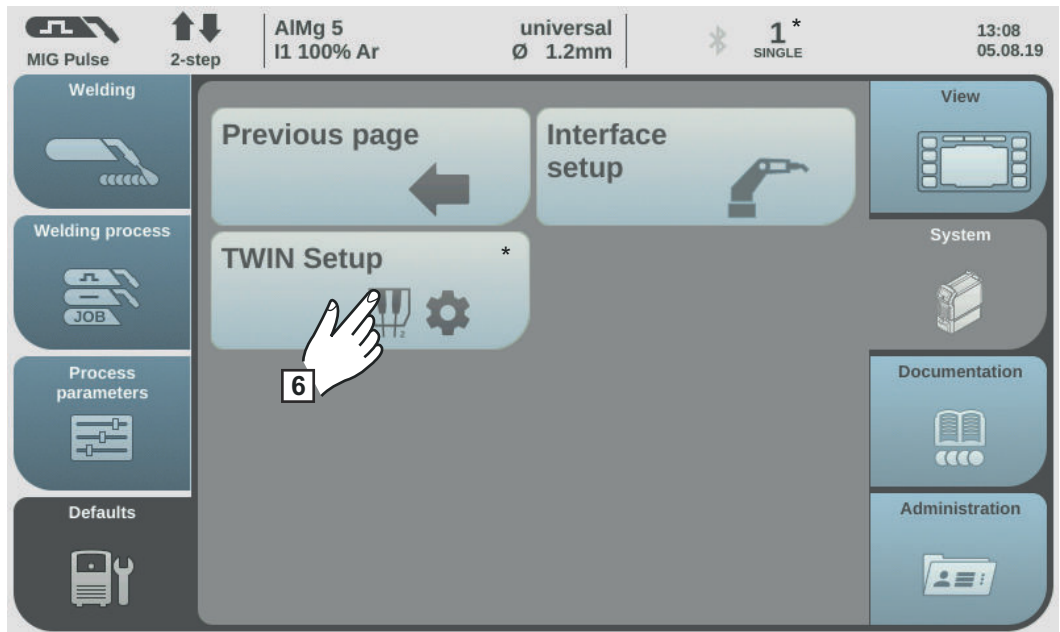 MIG Pulse
2-step
AlMg 5
I1 100% Ar
universal
Ø 1.2mm
1*
SINGLE
13:08
05.08.19
Welding
Welding process
JOB
Process
parameters
Defaults
Previous page
Interface
setup
TWIN Setup *
2
6
View
System
Documentation
Administration